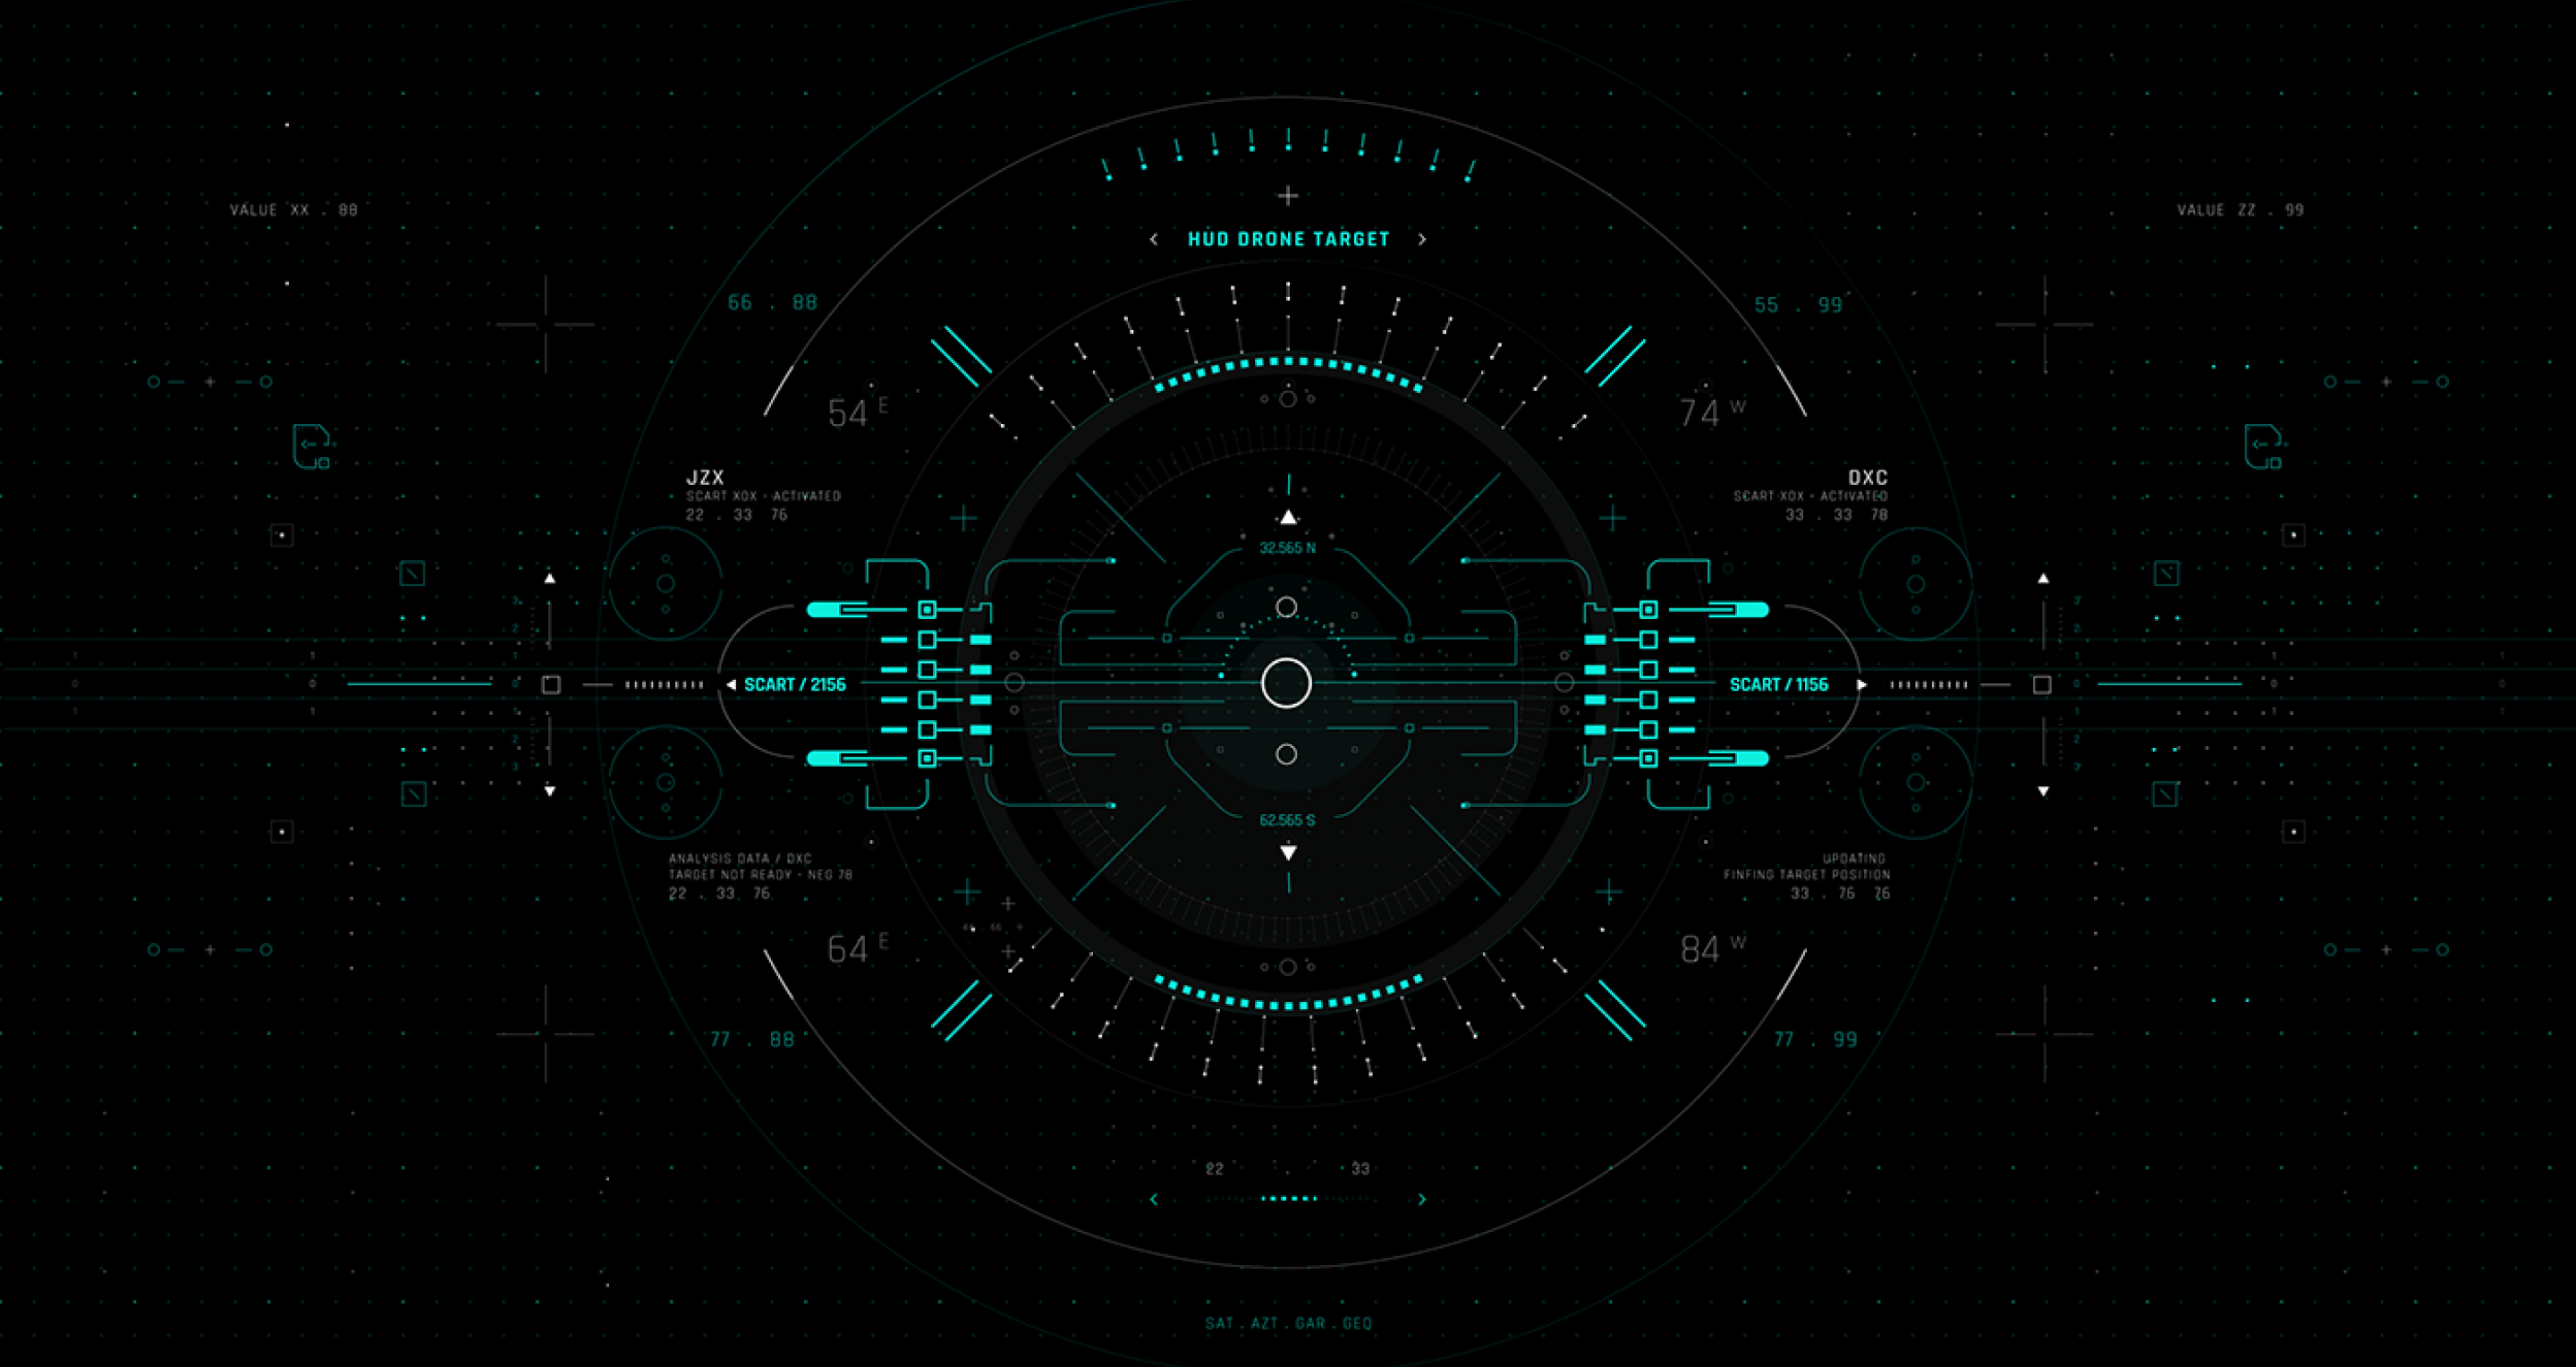 VALUE XX . 88
VALUE ZZ . 99
HUD DRONE TARGET
66 . 88
55 . 99
54 E
74 W
JZX
SCART XOX - ACTIVATED
22 . 33 76
DXC
SCART XOX - ACTIVATED
33 . 33 78
32.565 N
SCART / 2156
SCART / 1156
62.565 S
ANALYSIS DATA / DXC
TARGET NOT READY - NEG 78
22 . 33 76
UPDATING
FINFING TARGET POSITION
33 . 76 76
64 E
84 W
77 . 88
77 . 99
22 . 33
SAT . AZT . GAR . GEQ